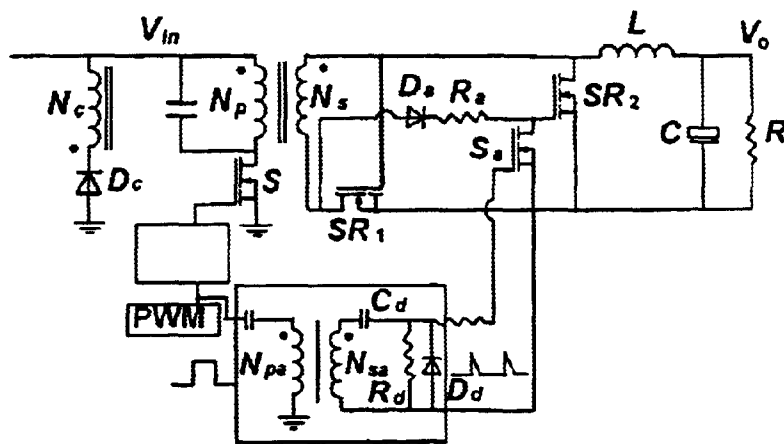 V_in
L
V_o
N_c
N_p
N_s
D_a
R_a
SR_2
S_a
C
R
D_c
S
SR_1
PWM
C_d
N_pa
N_sa
R_d
D_d